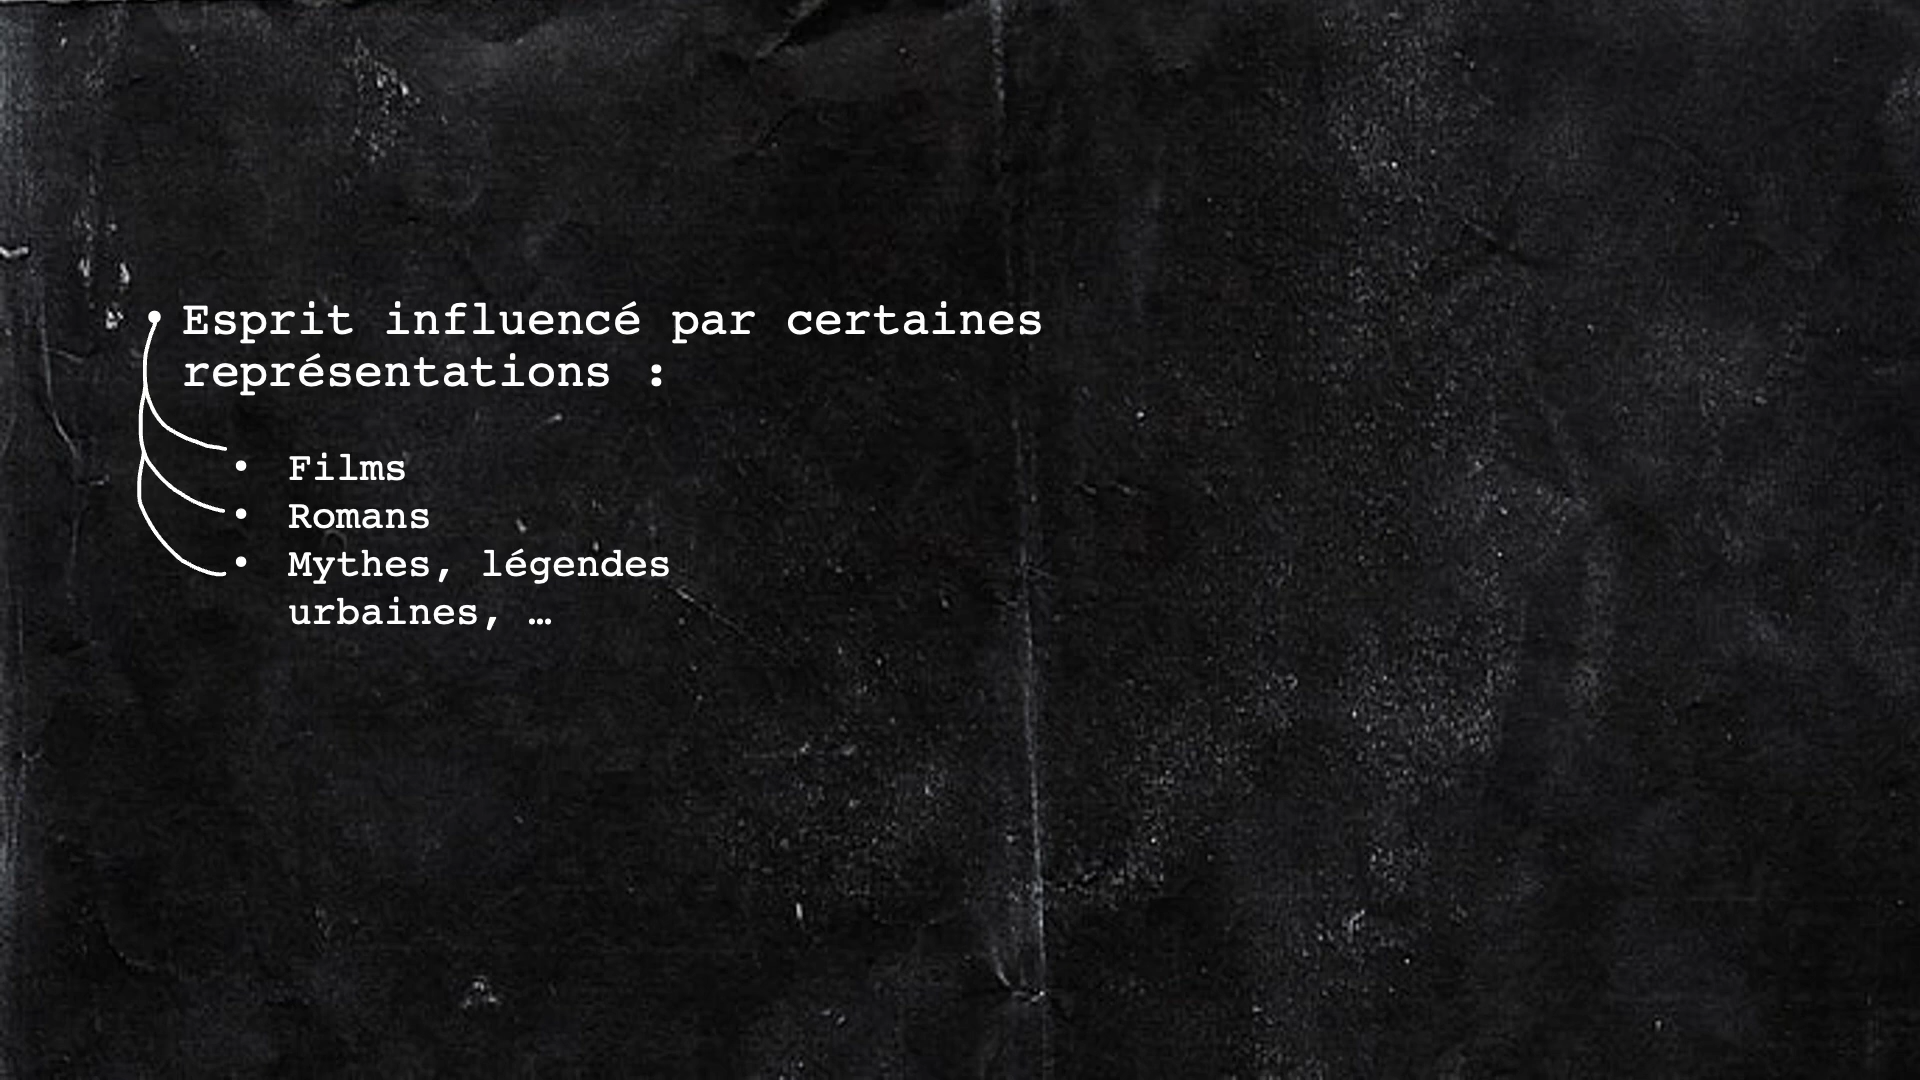 • Esprit influencé par certaines
représentations :
• Films
• Romans
• Mythes, légendes
urbaines, …